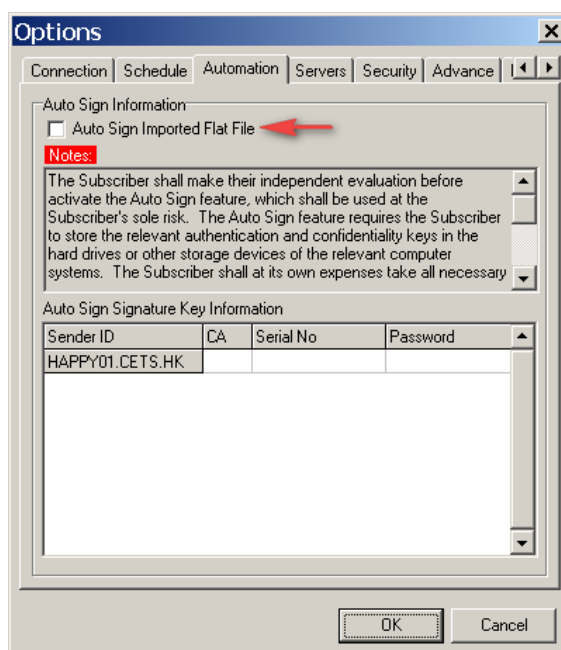 Options
Connection Schedule Automation Servers Security Advance
Auto Sign Information
Auto Sign Imported Flat File
Notes:
The Subscriber shall make their independent evaluation before
activate the Auto Sign feature, which shall be used at the
Subscriber's sole risk. The Auto Sign feature requires the Subscriber
to store the relevant authentication and confidentiality keys in the
hard drives or other storage devices of the relevant computer
systems. The Subscriber shall at its own expenses take all necessary
Auto Sign Signature Key Information
Sender ID CA Serial No Password
HAPPY01.CETS.HK
OK Cancel